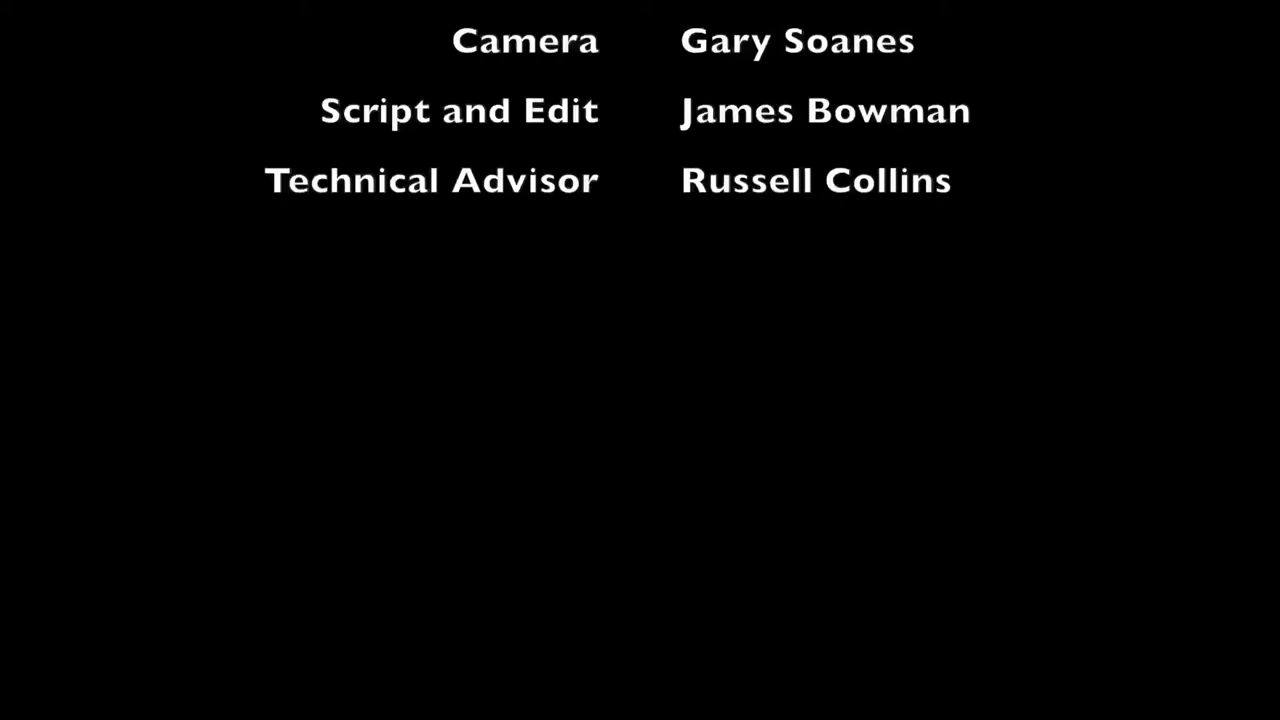 Camera Gary Soanes
Script and Edit James Bowman
Technical Advisor Russell Collins